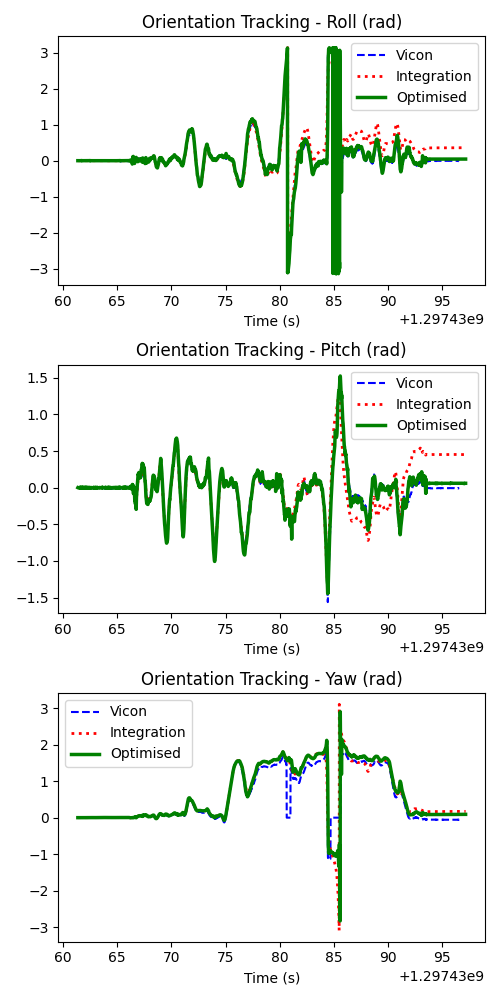 Orientation Tracking - Roll (rad)
3
2
1
0
−1
−2
−3
Vicon
Integration
Optimised
60 65 70 75 80 85 90 95
Time (s)
+1.29743e9
Orientation Tracking - Pitch (rad)
1.5
1.0
0.5
0.0
−0.5
−1.0
−1.5
Vicon
Integration
Optimised
60 65 70 75 80 85 90 95
Time (s)
+1.29743e9
Orientation Tracking - Yaw (rad)
3
2
1
0
−1
−2
−3
Vicon
Integration
Optimised
60 65 70 75 80 85 90 95
Time (s)
+1.29743e9